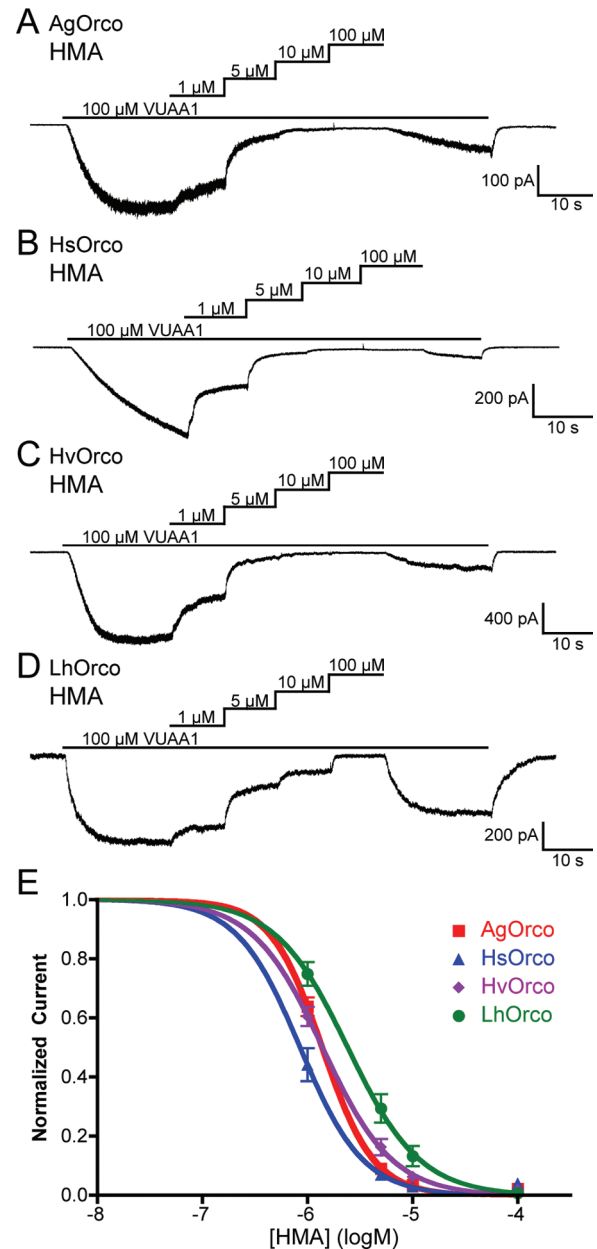 A
AgOrco
HMA
1 µM
5 µM
10 µM
100 µM
100 µM VUAA1
100 pA
10 s
B
HsOrco
HMA
1 µM
5 µM
10 µM
100 µM
100 µM VUAA1
200 pA
10 s
C
HvOrco
HMA
1 µM
5 µM
10 µM
100 µM
100 µM VUAA1
400 pA
10 s
D
LhOrco
HMA
1 µM
5 µM
10 µM
100 µM
100 µM VUAA1
200 pA
10 s
E
Normalized Current
1.0
0.8
0.6
0.4
0.2
0.0
AgOrco
HsOrco
HvOrco
LhOrco
-8 -7 -6 -5 -4
[HMA] (logM)